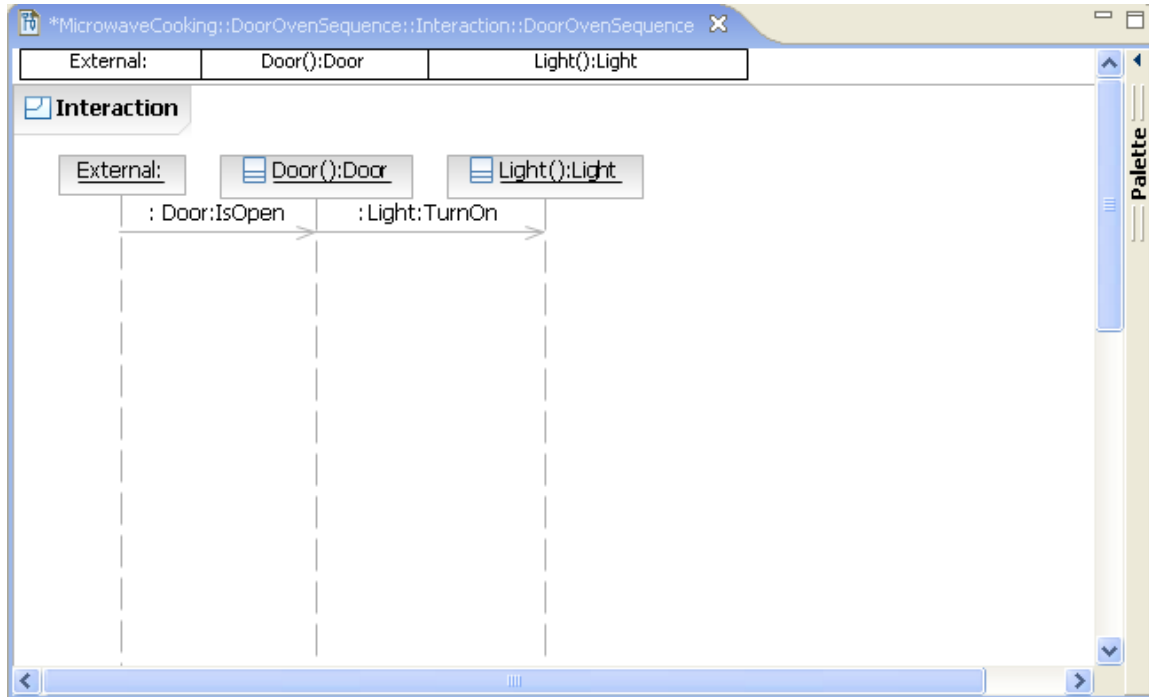 *MicrowaveCooking::DoorOvenSequence::Interaction::DoorOvenSequence
External: Door():Door Light():Light
Interaction
External: Door():Door Light():Light
: Door:IsOpen :Light:TurnOn
Palette